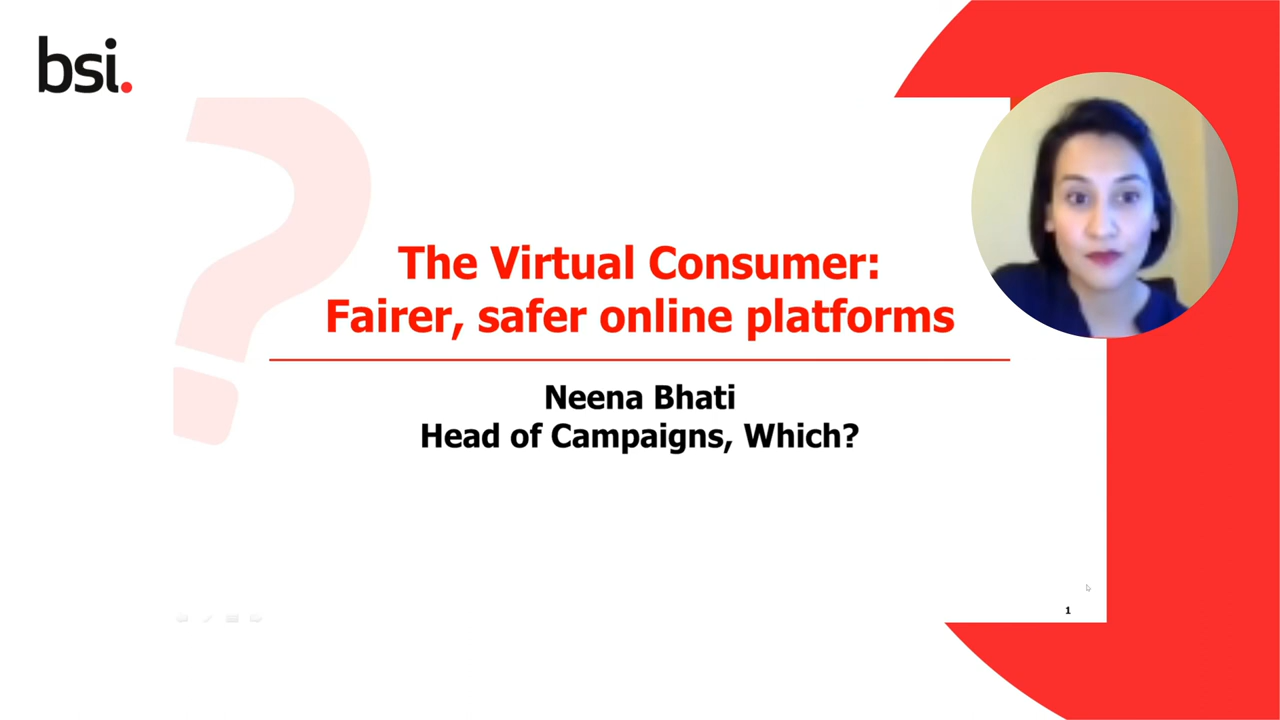 bsi.
The Virtual Consumer:
Fairer, safer online platforms
Neena Bhati
Head of Campaigns, Which?
1